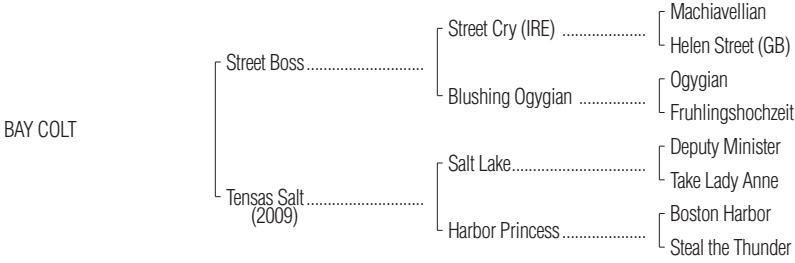 Machiavellian
Street Cry (IRE) ....................
Helen Street (GB)
Street Boss ............................
Ogygian
Blushing Ogygian ................
Fruhlingshochzeit
BAY COLT
Deputy Minister
Salt Lake................................
Take Lady Anne
Tensas Salt ............................
(2009)
Boston Harbor
Harbor Princess ....................
Steal the Thunder